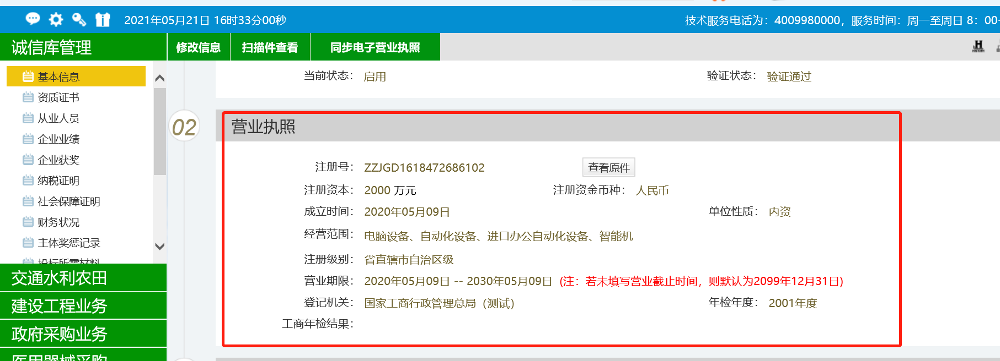 2021年05月21日 16时33分00秒
技术服务电话为：4009980000，服务时间：周一至周日 8：00
诚信库管理
修改信息
扫描件查看
同步电子营业执照
H
基本信息
资质证书
从业人员
企业业绩
企业获奖
纳税证明
社会保障证明
财务状况
主体奖惩记录
投标所需材料
交通水利农田
建设工程业务
政府采购业务
医用器械采购
当前状态： 启用
验证状态： 验证通过
02
营业执照
注册号： ZZJGD1618472686102 查看原件
注册资本： 2000 万元 注册资金币种： 人民币
成立时间： 2020年05月09日 单位性质： 内资
经营范围： 电脑设备、自动化设备、进口办公自动化设备、智能机
注册级别： 省直辖市自治区级
营业期限： 2020年05月09日 -- 2030年05月09日 (注：若未填写营业截止时间，则默认为2099年12月31日)
登记机关： 国家工商行政管理总局（测试） 年检年度： 2001年度
工商年检结果：